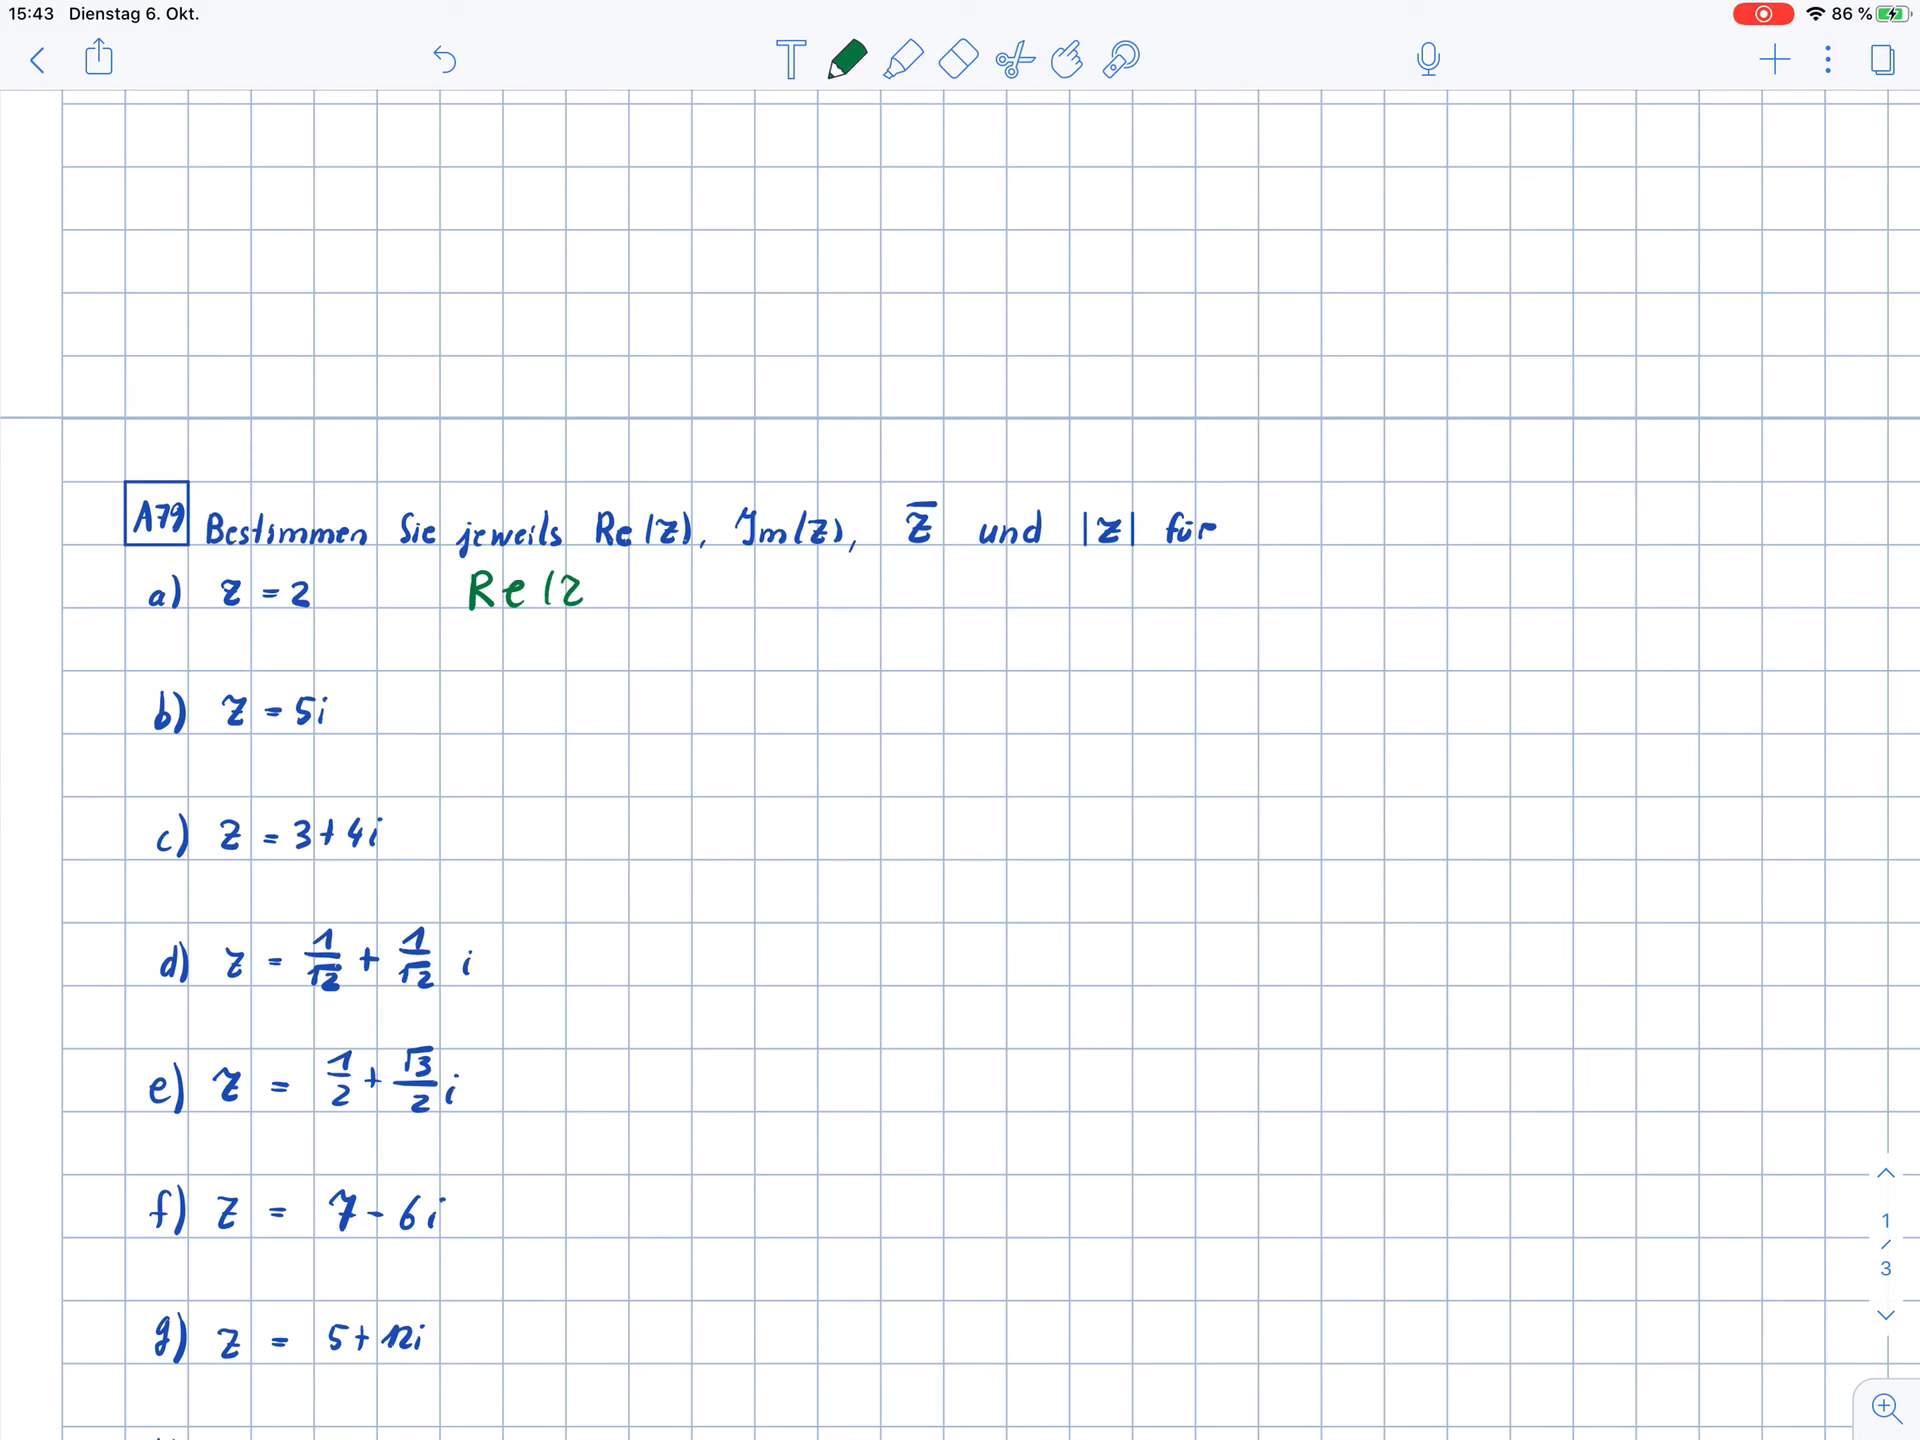 15:43 Dienstag 6. Okt. 86 %
A79 Bestimmen Sie jeweils Re(z), Im(z), z̅ und |z| für
a) z = 2 Re(z
b) z = 5i
c) z = 3+4i
d) z = 1/√2 + 1/√2 i
e) z = 1/2 + √3/2 i
f) z = 7 - 6i
g) z = 5 + 12i
1
/
3